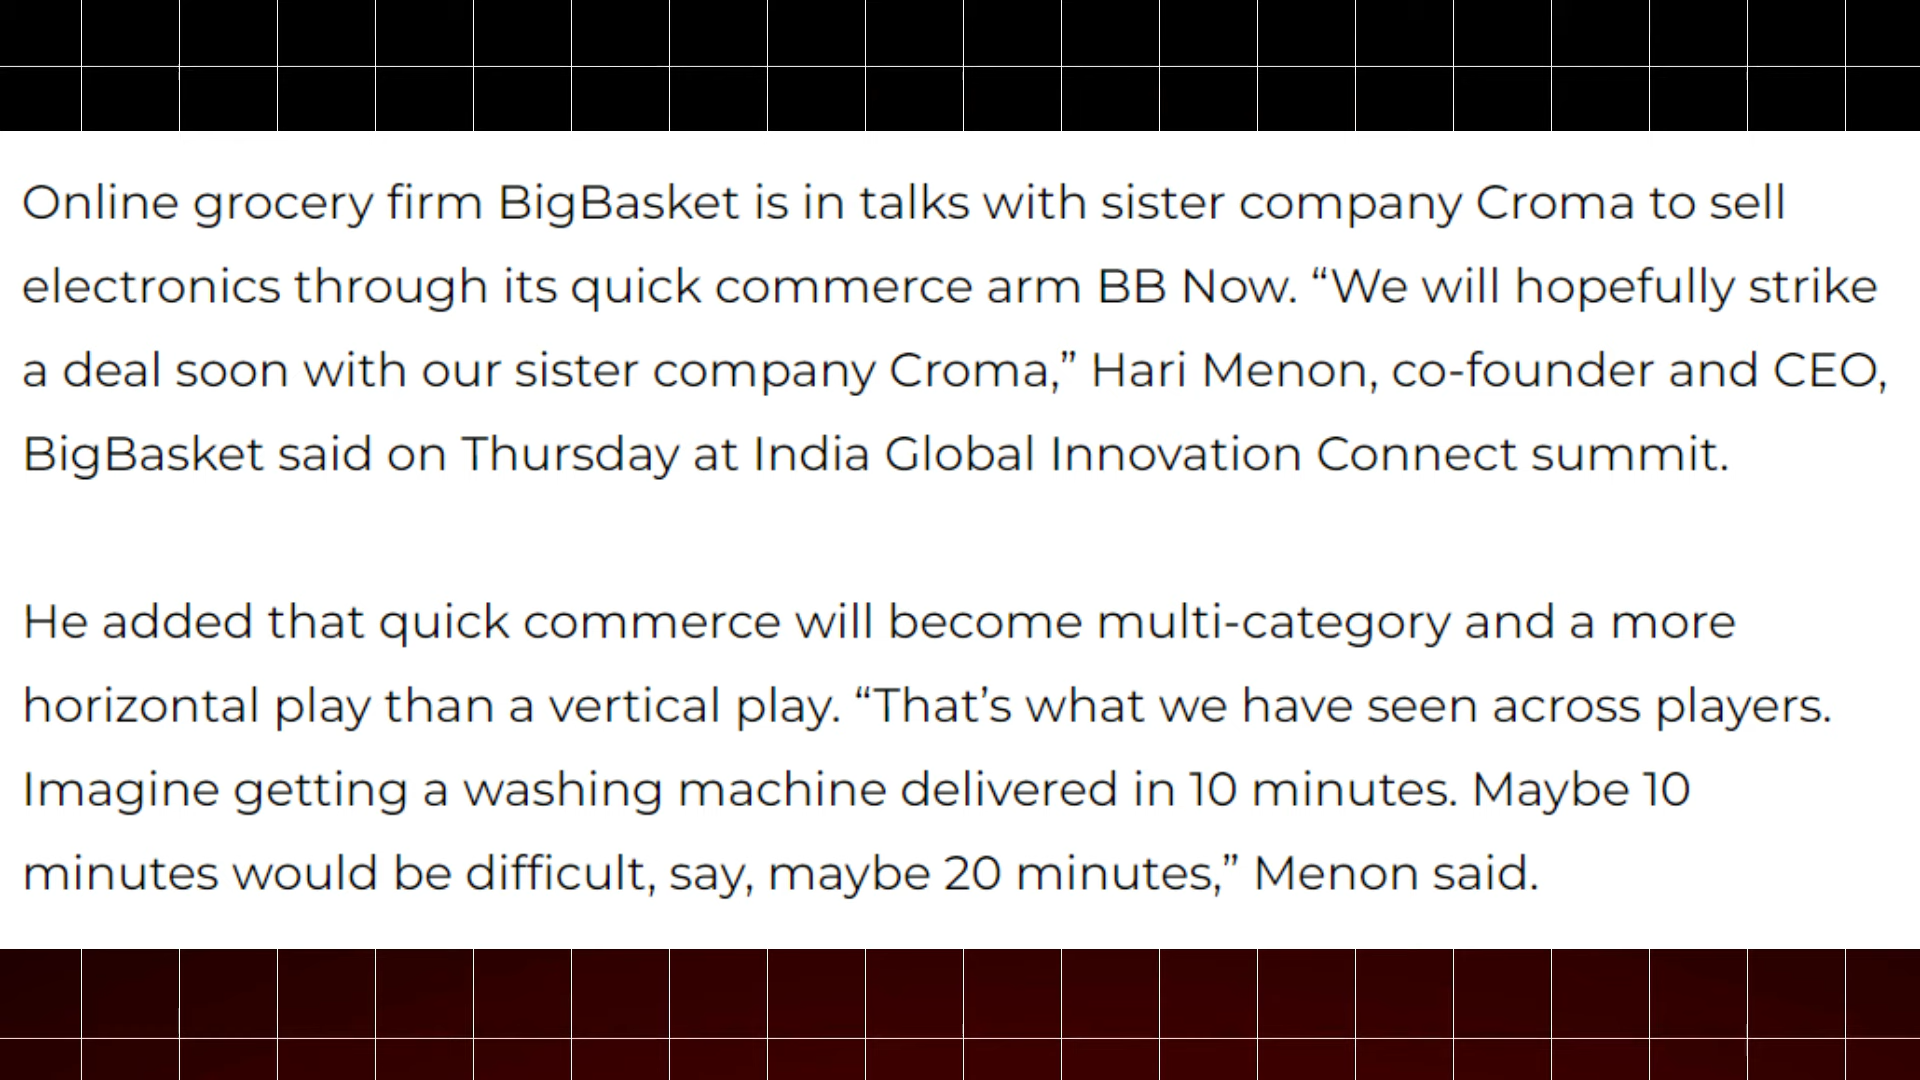 Online grocery firm BigBasket is in talks with sister company Croma to sell
electronics through its quick commerce arm BB Now. “We will hopefully strike
a deal soon with our sister company Croma,” Hari Menon, co-founder and CEO,
BigBasket said on Thursday at India Global Innovation Connect summit.
He added that quick commerce will become multi-category and a more
horizontal play than a vertical play. “That’s what we have seen across players.
Imagine getting a washing machine delivered in 10 minutes. Maybe 10
minutes would be difficult, say, maybe 20 minutes,” Menon said.